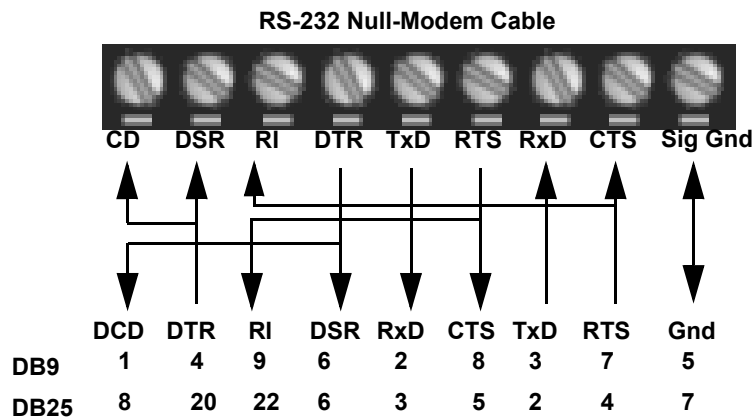 RS-232 Null-Modem Cable
CD DSR RI DTR TxD RTS RxD CTS Sig Gnd
DCD DTR RI DSR RxD CTS TxD RTS Gnd
DB9 1 4 9 6 2 8 3 7 5
DB25 8 20 22 6 3 5 2 4 7